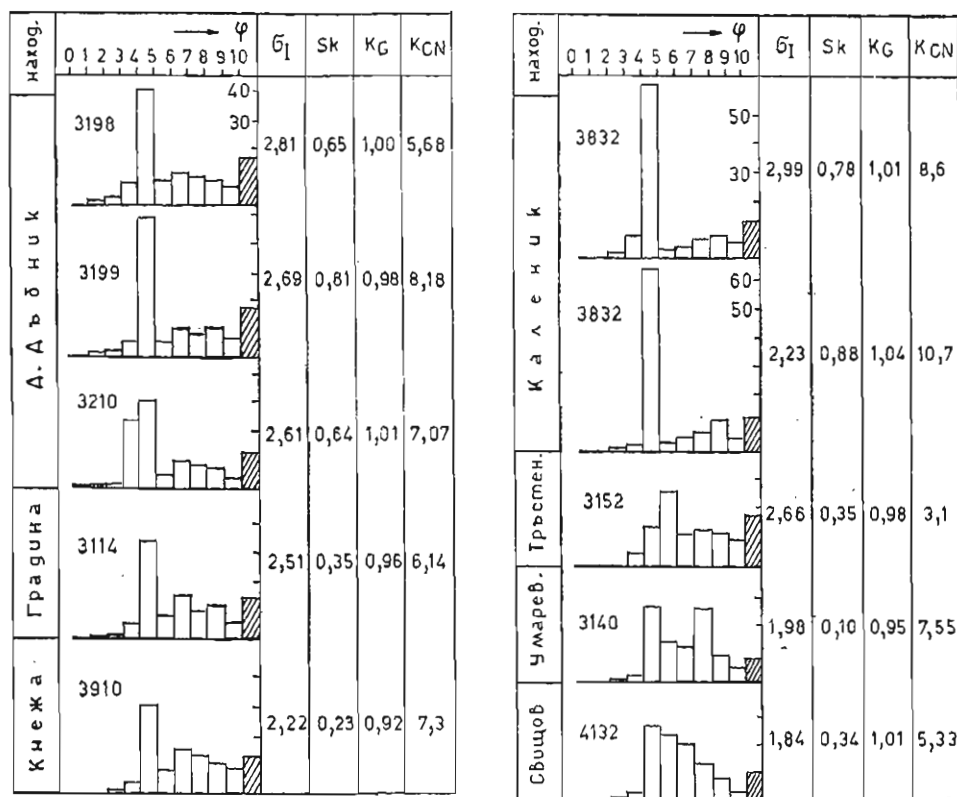 наход.
→ φ
0 1 2 3 4 5 6 7 8 9 10
σI Sk KG KCN
Д. Дъбник
40
30
3198
2,81 0,65 1,00 5,68
3199
2,69 0,81 0,98 8,18
3210
2,61 0,64 1,01 7,07
Градина
3114
2,51 0,35 0,96 6,14
Кнежа
3910
2,22 0,23 0,92 7,3
наход.
→ φ
0 1 2 3 4 5 6 7 8 9 10
σI Sk KG KCN
Каленик
50
30
3832
2,99 0,78 1,01 8,6
60
50
3832
2,23 0,88 1,04 10,7
Тръстен.
3152
2,66 0,35 0,98 3,1
Умарев.
3140
1,98 0,10 0,95 7,55
Свищов
4132
1,84 0,34 1,01 5,33